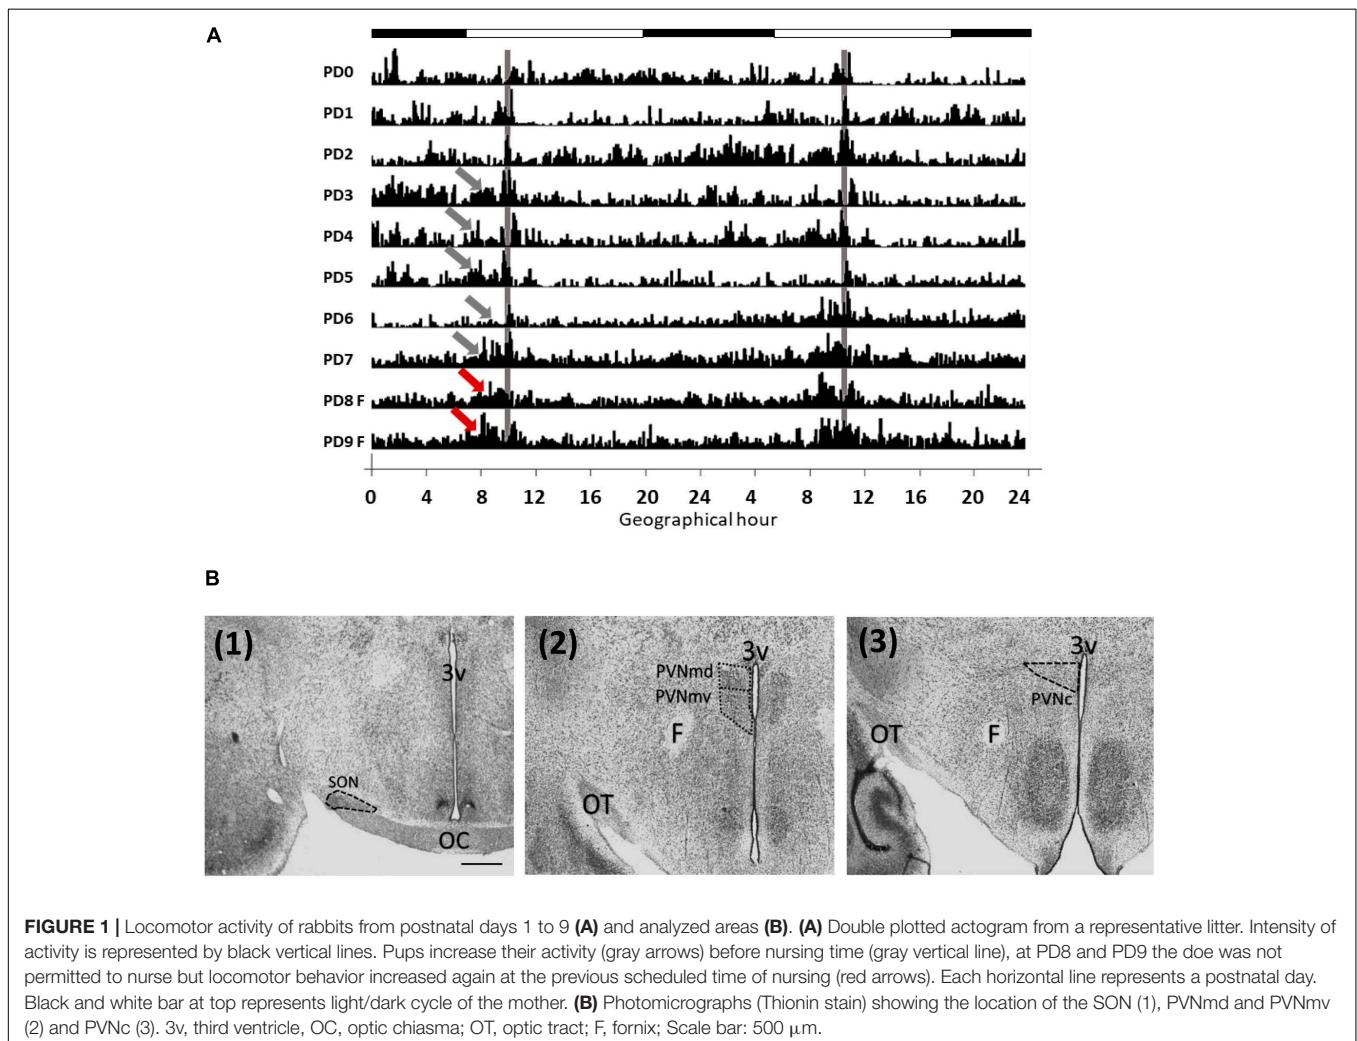 A
PD0
PD1
PD2
PD3
PD4
PD5
PD6
PD7
PD8 F
PD9 F
0 4 8 12 16 20 24 4 8 12 16 20 24
Geographical hour
B
(1)
3v
SON
OC
(2)
3v
PVNmd
PVNmv
F
OT
(3)
3v
PVNc
OT
F
FIGURE 1 | Locomotor activity of rabbits from postnatal days 1 to 9 (A) and analyzed areas (B). (A) Double plotted actogram from a representative litter. Intensity of
activity is represented by black vertical lines. Pups increase their activity (gray arrows) before nursing time (gray vertical line), at PD8 and PD9 the doe was not
permitted to nurse but locomotor behavior increased again at the previous scheduled time of nursing (red arrows). Each horizontal line represents a postnatal day.
Black and white bar at top represents light/dark cycle of the mother. (B) Photomicrographs (Thionin stain) showing the location of the SON (1), PVNmd and PVNmv
(2) and PVNc (3). 3v, third ventricle, OC, optic chiasma; OT, optic tract; F, fornix; Scale bar: 500 μm.